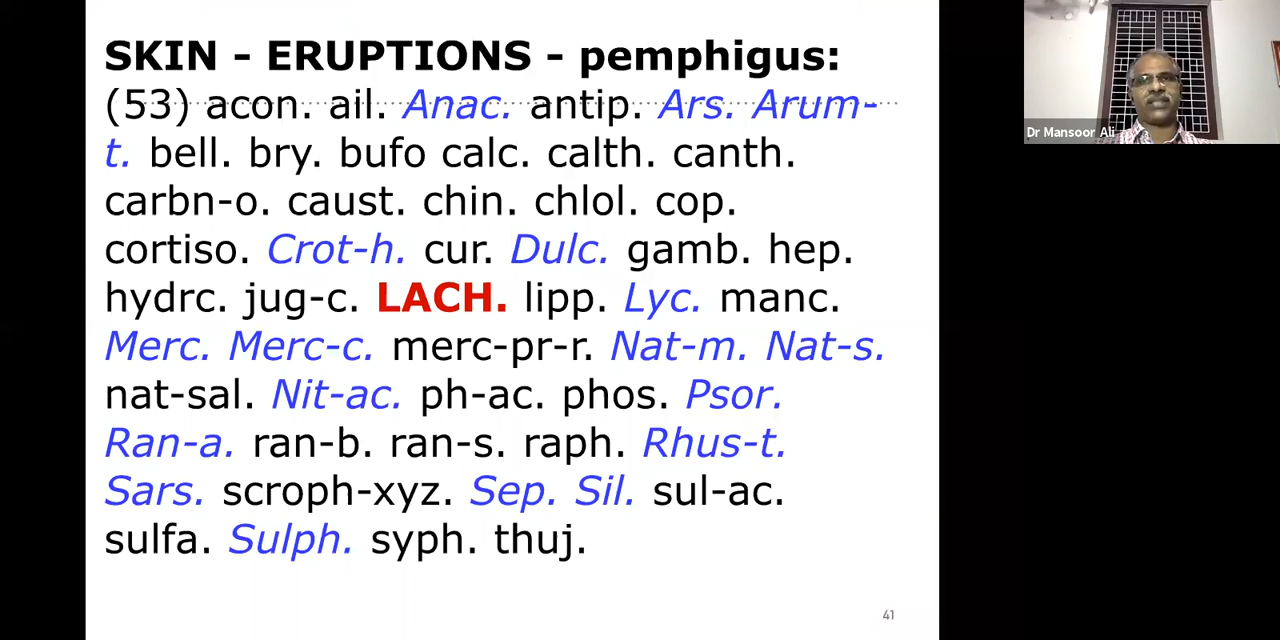 SKIN - ERUPTIONS - pemphigus:
(53) acon. ail. Anac. antip. Ars. Arum-
t. bell. bry. bufo calc. calth. canth.
carbn-o. caust. chin. chlol. cop.
cortiso. Crot-h. cur. Dulc. gamb. hep.
hydrc. jug-c. LACH. lipp. Lyc. manc.
Merc. Merc-c. merc-pr-r. Nat-m. Nat-s.
nat-sal. Nit-ac. ph-ac. phos. Psor.
Ran-a. ran-b. ran-s. raph. Rhus-t.
Sars. scroph-xyz. Sep. Sil. sul-ac.
sulfa. Sulph. syph. thuj.
41
Dr Mansoor Ali